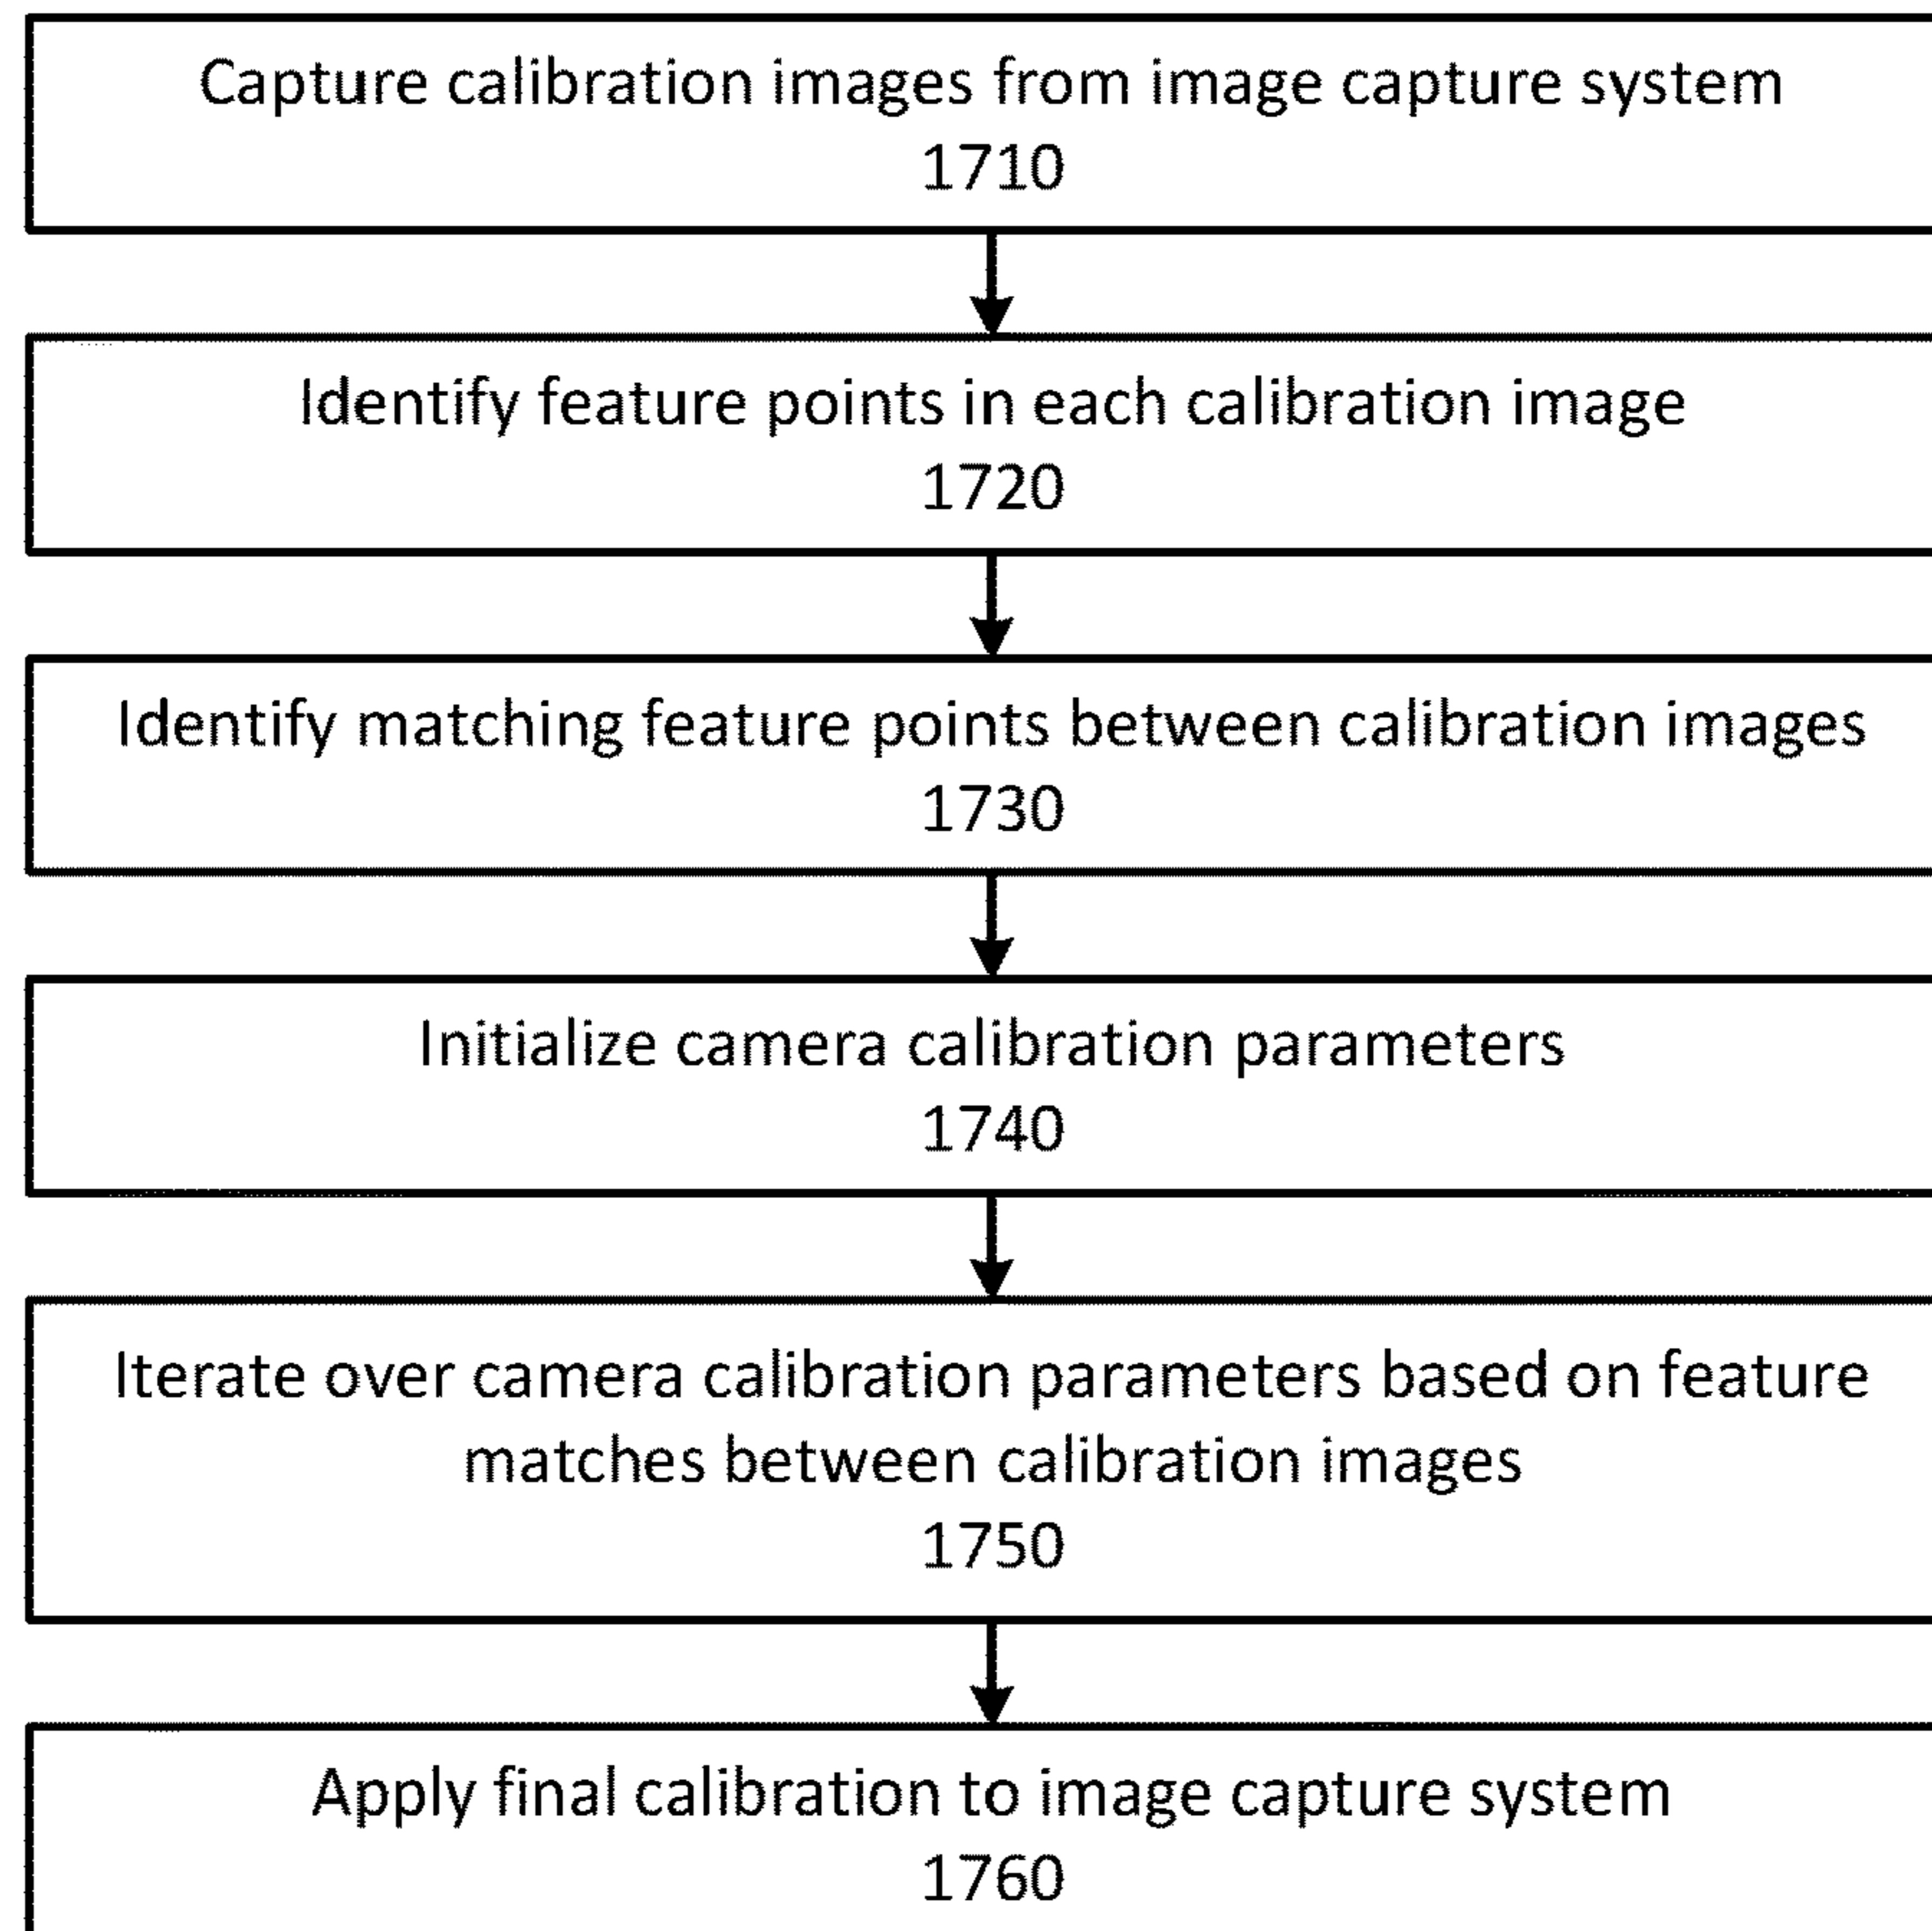 Capture calibration images from image capture system
1710
Identify feature points in each calibration image
1720
Identify matching feature points between calibration images
1730
Initialize camera calibration parameters
1740
Iterate over camera calibration parameters based on feature
matches between calibration images
1750
Apply final calibration to image capture system
1760